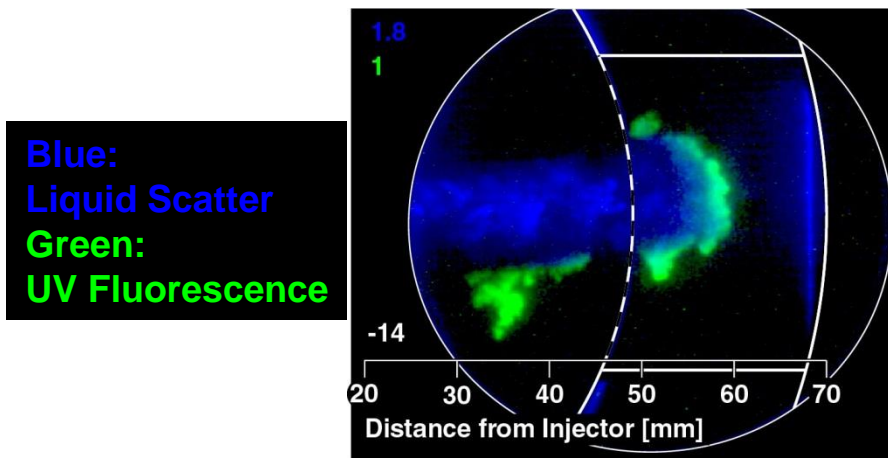 Blue:
Liquid Scatter
Green:
UV Fluorescence
1.8
1
-14
20 30 40 50 60 70
Distance from Injector [mm]